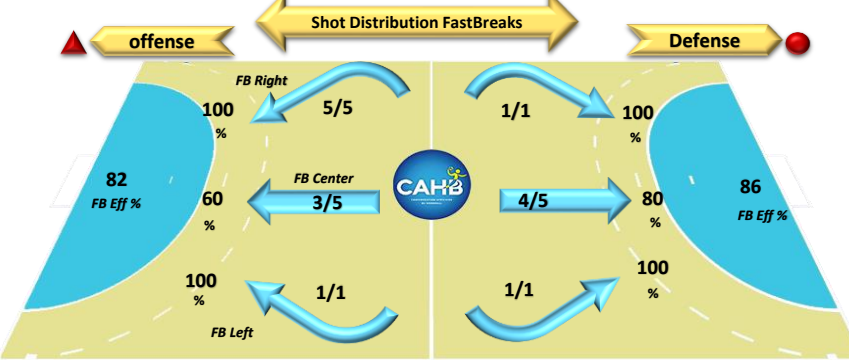 Shot Distribution FastBreaks
offense
Defense
FB Right
100
%
5/5
1/1
100
%
82
FB Eff %
FB Center
60
%
3/5
CAHB
4/5
80
%
86
FB Eff %
100
%
1/1
1/1
100
%
FB Left